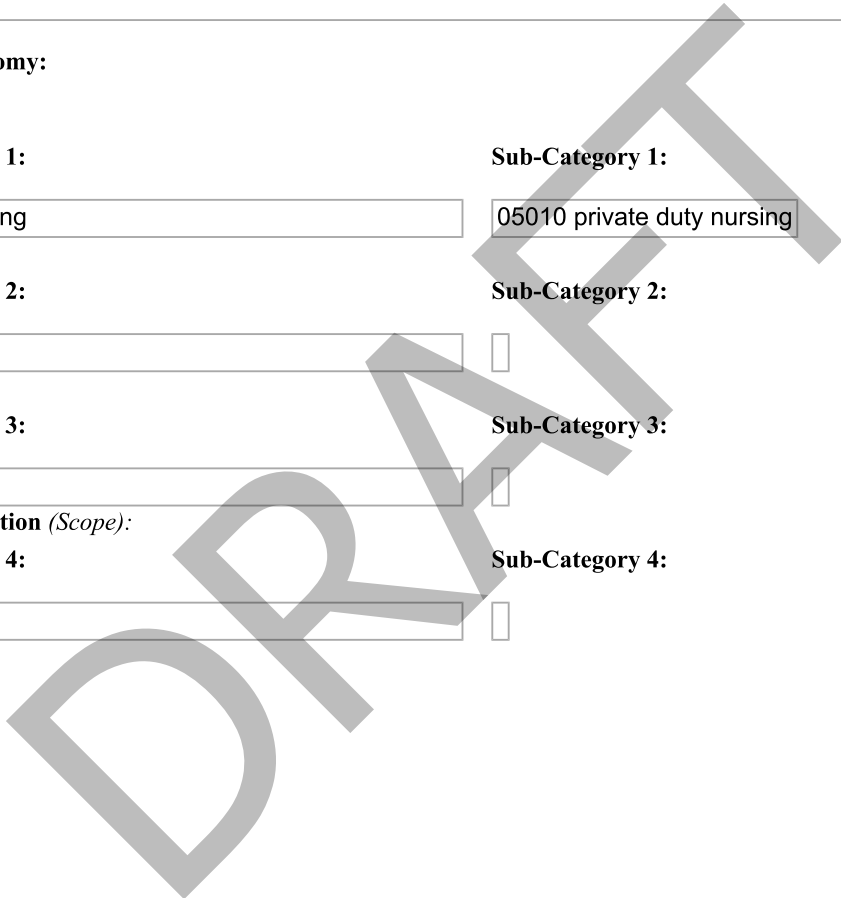 omy:
1: Sub-Category 1:
ng 05010 private duty nursing
2: Sub-Category 2:
3: Sub-Category 3:
tion (Scope):
4: Sub-Category 4:
DRAFT